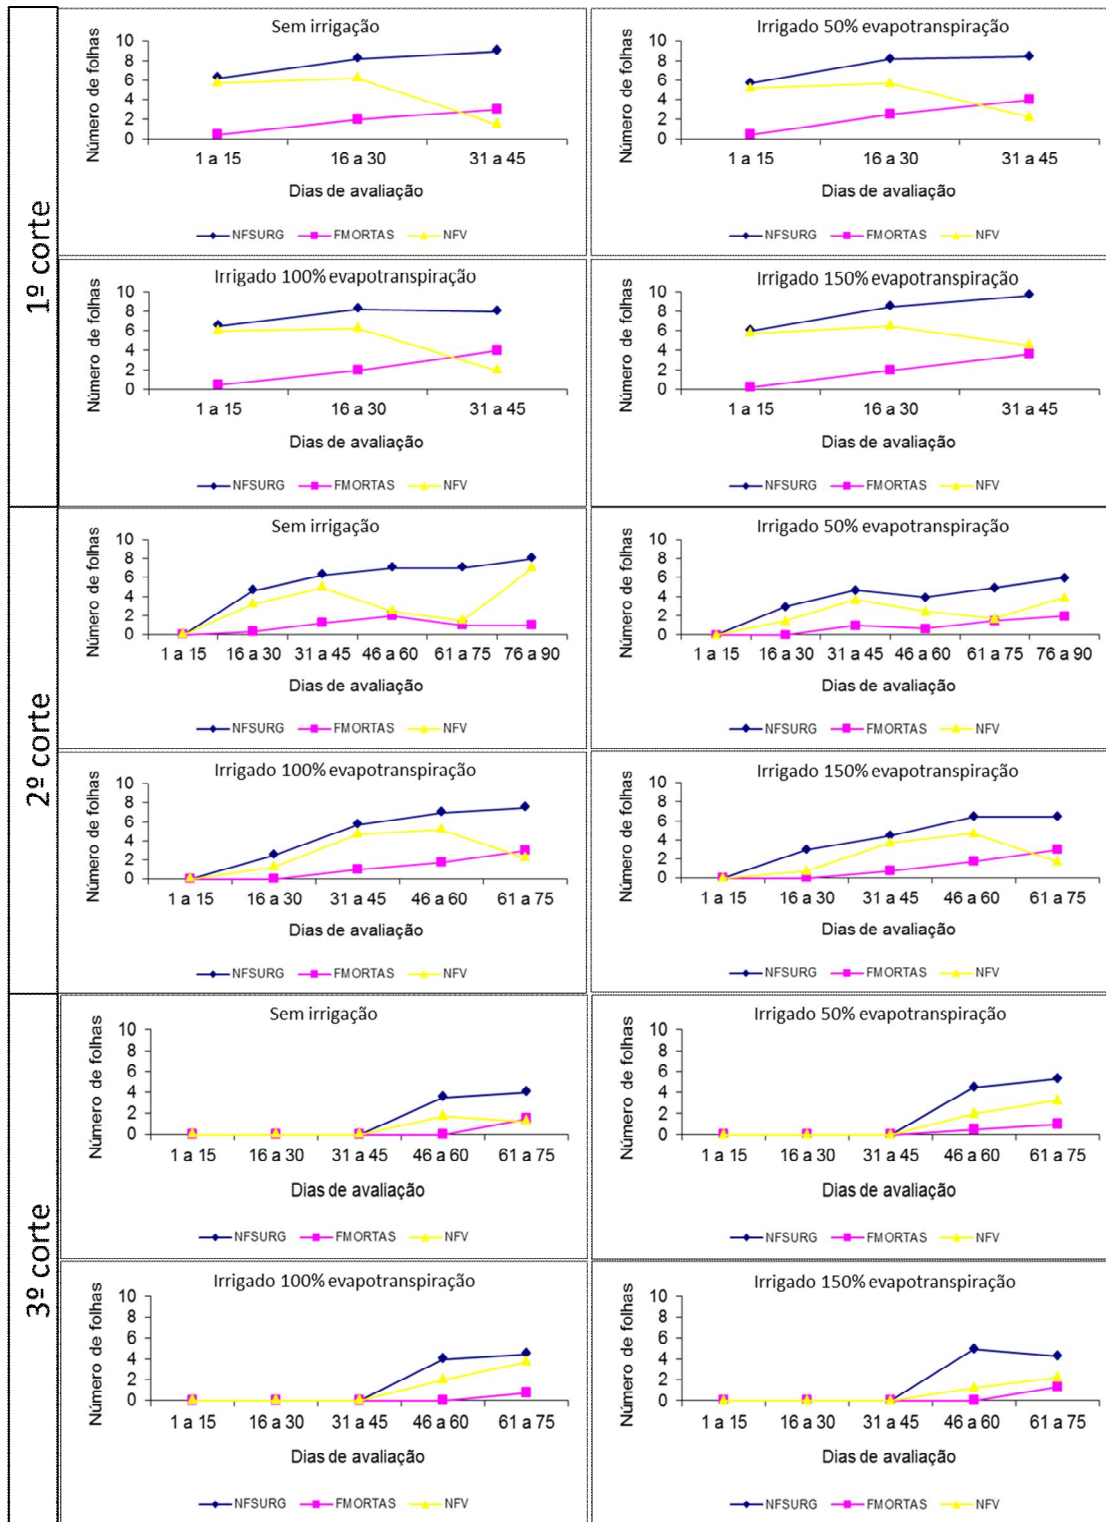 1º corte
Sem irrigação
Número de folhas
10
8
6
4
2
0
1 a 15 16 a 30 31 a 45
Dias de avaliação
NFSURG FMORTAS NFV
Irrigado 50% evapotranspiração
Número de folhas
10
8
6
4
2
0
1 a 15 16 a 30 31 a 45
Dias de avaliação
NFSURG FMORTAS NFV
Irrigado 100% evapotranspiração
Número de folhas
10
8
6
4
2
0
1 a 15 16 a 30 31 a 45
Dias de avaliação
NFSURG FMORTAS NFV
Irrigado 150% evapotranspiração
Número de folhas
10
8
6
4
2
0
1 a 15 16 a 30 31 a 45
Dias de avaliação
NFSURG FMORTAS NFV
2º corte
Sem irrigação
Número de folhas
10
8
6
4
2
0
1 a 15 16 a 30 31 a 45 46 a 60 61 a 75 76 a 90
Dias de avaliação
NFSURG FMORTAS NFV
Irrigado 50% evapotranspiração
Número de folhas
10
8
6
4
2
0
1 a 15 16 a 30 31 a 45 46 a 60 61 a 75 76 a 90
Dias de avaliação
NFSURG FMORTAS NFV
Irrigado 100% evapotranspiração
Número de folhas
10
8
6
4
2
0
1 a 15 16 a 30 31 a 45 46 a 60 61 a 75
Dias de avaliação
NFSURG FMORTAS NFV
Irrigado 150% evapotranspiração
Número de folhas
10
8
6
4
2
0
1 a 15 16 a 30 31 a 45 46 a 60 61 a 75
Dias de avaliação
NFSURG FMORTAS NFV
3º corte
Sem irrigação
Número de folhas
10
8
6
4
2
0
1 a 15 16 a 30 31 a 45 46 a 60 61 a 75
Dias de avaliação
NFSURG FMORTAS NFV
Irrigado 50% evapotranspiração
Número de folhas
10
8
6
4
2
0
1 a 15 16 a 30 31 a 45 46 a 60 61 a 75
Dias de avaliação
NFSURG FMORTAS NFV
Irrigado 100% evapotranspiração
Número de folhas
10
8
6
4
2
0
1 a 15 16 a 30 31 a 45 46 a 60 61 a 75
Dias de avaliação
NFSURG FMORTAS NFV
Irrigado 150% evapotranspiração
Número de folhas
10
8
6
4
2
0
1 a 15 16 a 30 31 a 45 46 a 60 61 a 75
Dias de avaliação
NFSURG FMORTAS NFV